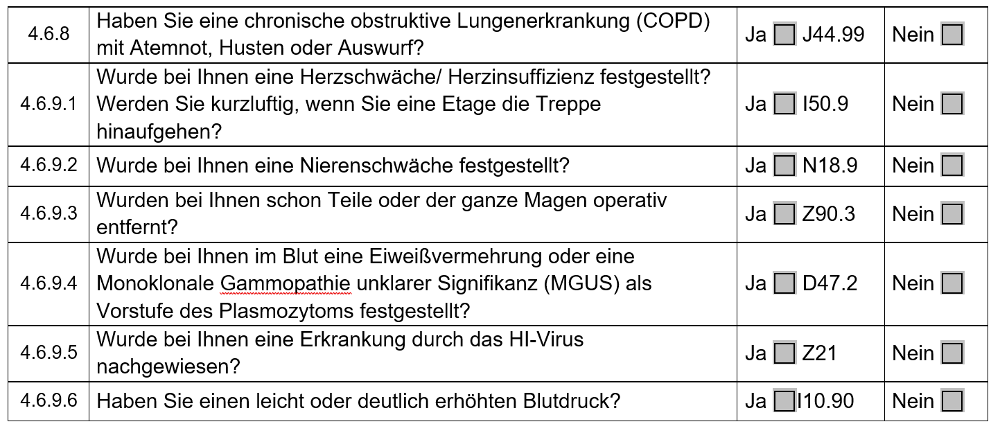 4.6.8 Haben Sie eine chronische obstruktive Lungenerkrankung (COPD) Ja J44.99 Nein
mit Atemnot, Husten oder Auswurf?
Wurde bei Ihnen eine Herzschwäche/ Herzinsuffizienz festgestellt?
4.6.9.1 Werden Sie kurzluftig, wenn Sie eine Etage die Treppe Ja I50.9 Nein
hinaufgehen?
4.6.9.2 Wurde bei Ihnen eine Nierenschwäche festgestellt? Ja N18.9 Nein
4.6.9.3 Wurden bei Ihnen schon Teile oder der ganze Magen operativ Ja Z90.3 Nein
entfernt?
Wurde bei Ihnen im Blut eine Eiweißvermehrung oder eine
4.6.9.4 Monoklonale Gammopathie unklarer Signifikanz (MGUS) als Ja D47.2 Nein
Vorstufe des Plasmozytoms festgestellt?
4.6.9.5 Wurde bei Ihnen eine Erkrankung durch das HI-Virus Ja Z21 Nein
nachgewiesen?
4.6.9.6 Haben Sie einen leicht oder deutlich erhöhten Blutdruck? Ja I10.90 Nein